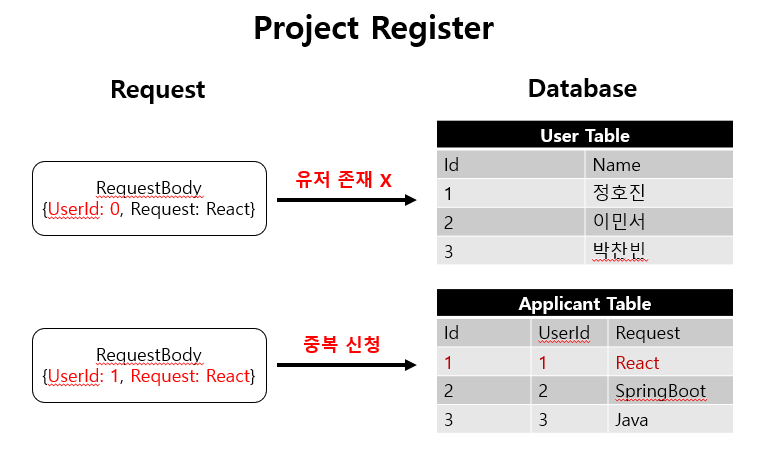 Project Register
Request
Database
RequestBody
{UserId: 0, Request: React}
유저 존재 X
User Table
Id Name
1 정호진
2 이민서
3 박찬빈
RequestBody
{UserId: 1, Request: React}
중복 신청
Applicant Table
Id UserId Request
1 1 React
2 2 SpringBoot
3 3 Java